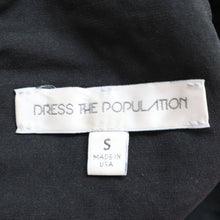 DRESS THE POPULATION
S
MADE IN
USA